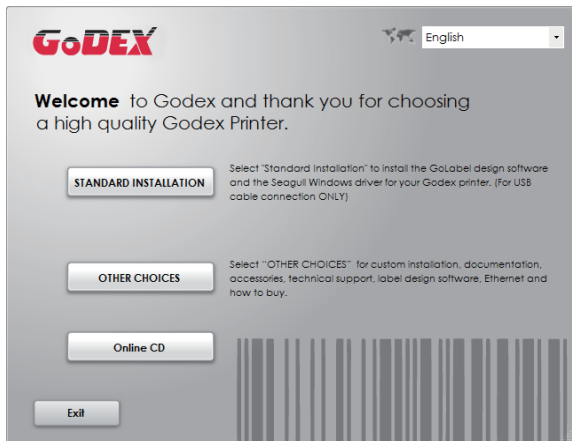 GoDEX
English
Welcome to Godex and thank you for choosing
a high quality Godex Printer.
STANDARD INSTALLATION
Select "Standard Installation" to install the GoLabel design software
and the Seagull Windows driver for your Godex printer. (For USB
cable connection ONLY)
OTHER CHOICES
Select "OTHER CHOICES" for custom installation, documentation,
accessories, technical support, label design software, Ethernet and
how to buy.
Online CD
Exit